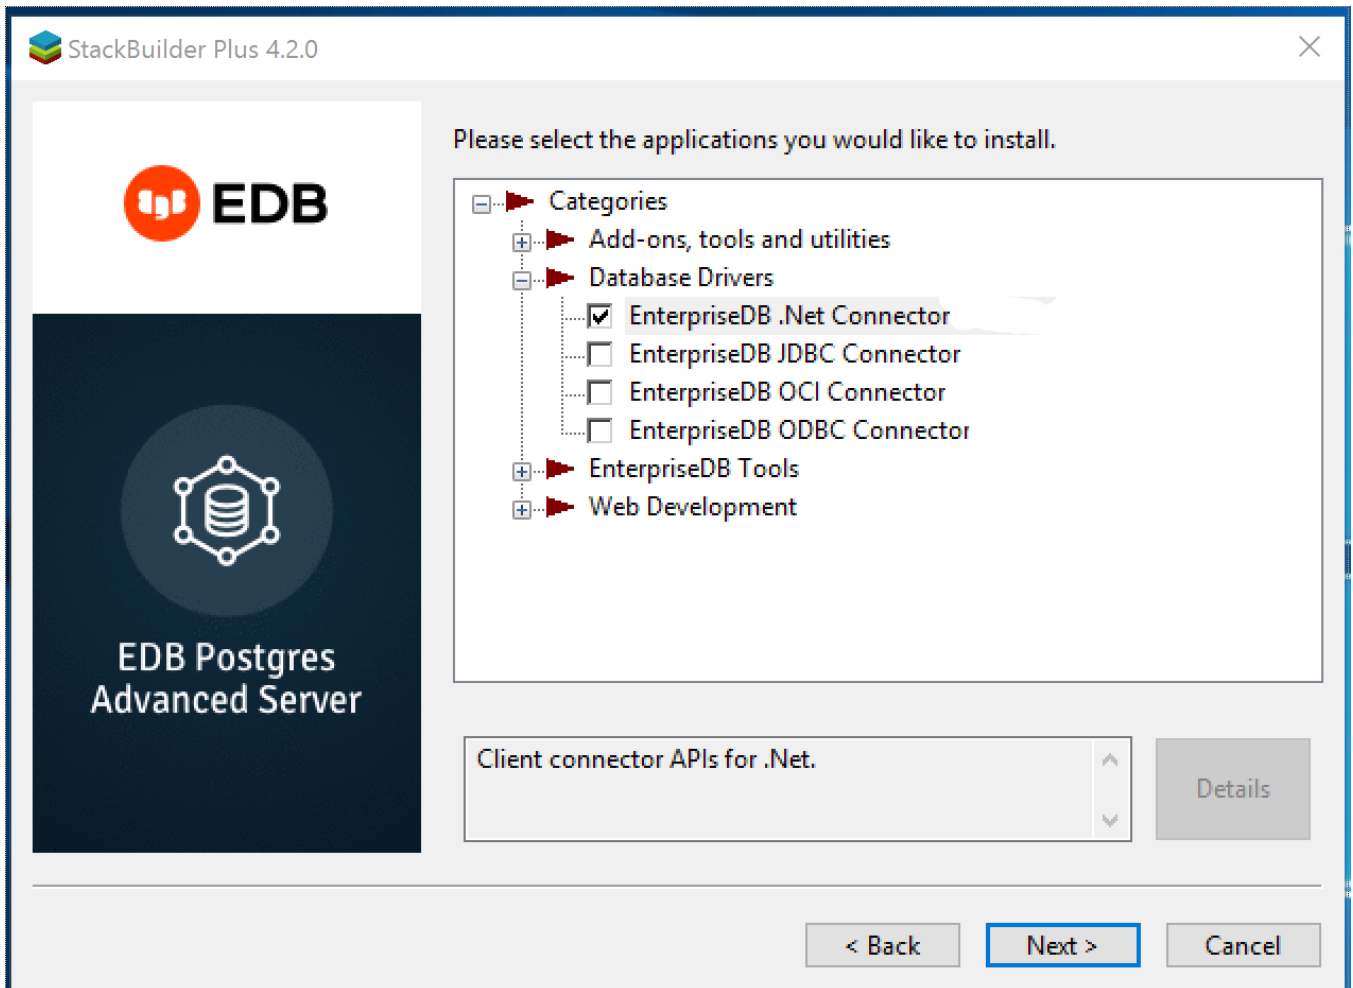 StackBuilder Plus 4.2.0
EDB
EDB Postgres
Advanced Server
Please select the applications you would like to install.
Categories
Add-ons, tools and utilities
Database Drivers
EnterpriseDB .Net Connector
EnterpriseDB JDBC Connector
EnterpriseDB OCI Connector
EnterpriseDB ODBC Connector
EnterpriseDB Tools
Web Development
Client connector APIs for .Net.
Details
< Back
Next >
Cancel